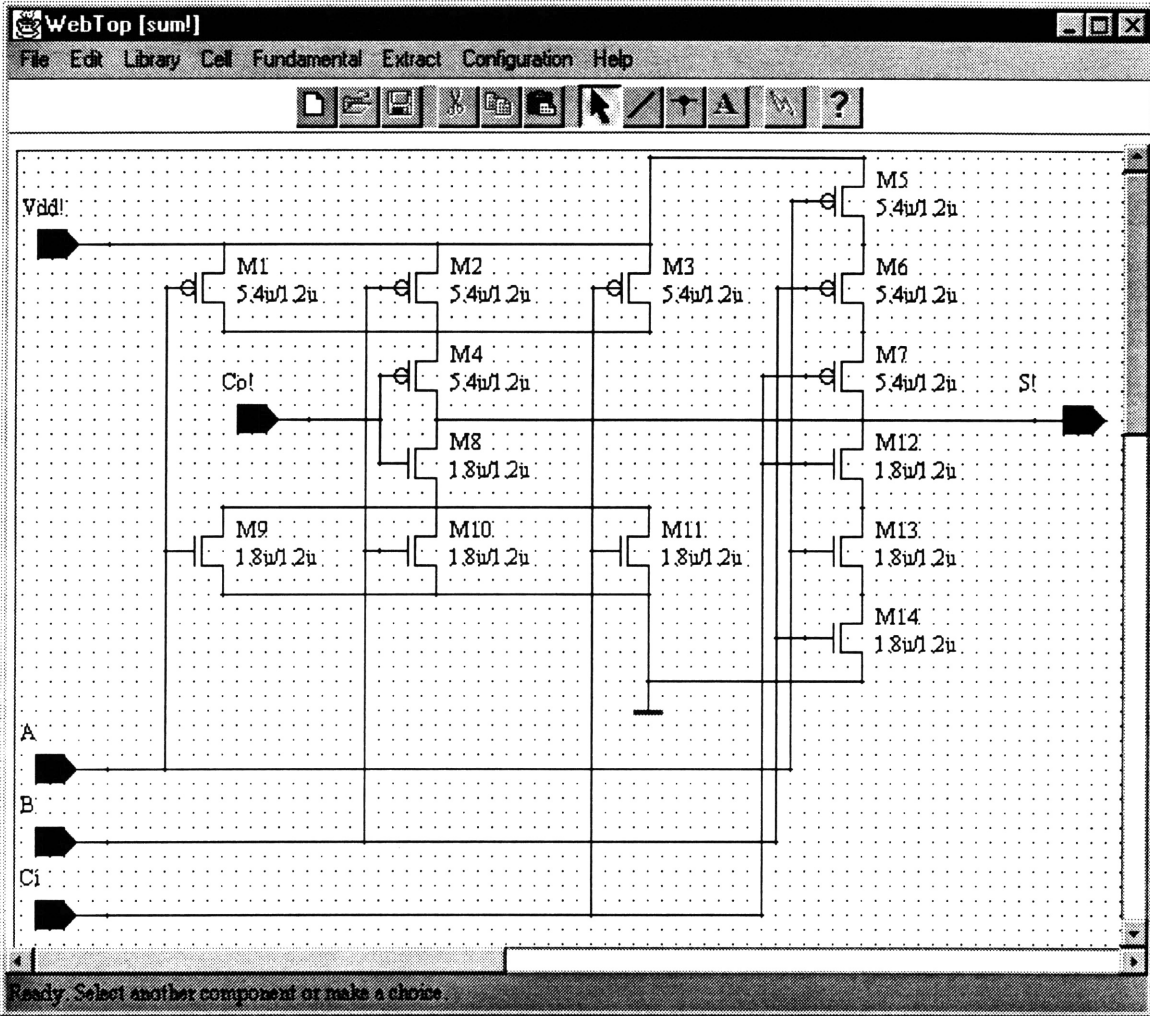 WebTop [sum!]
File Edit Library Cell Fundamental Extract Configuration Help
A ?
Vdd!
M5
5.4u/1.2u
M1
5.4u/1.2u
M2
5.4u/1.2u
M3
5.4u/1.2u
M6
5.4u/1.2u
M4
5.4u/1.2u
M7
5.4u/1.2u
Co!
S!
M8
1.8u/1.2u
M12
1.8u/1.2u
M9
1.8u/1.2u
M10
1.8u/1.2u
M11
1.8u/1.2u
M13
1.8u/1.2u
M14
1.8u/1.2u
A
B
Ci
Ready. Select another component or make a choice.